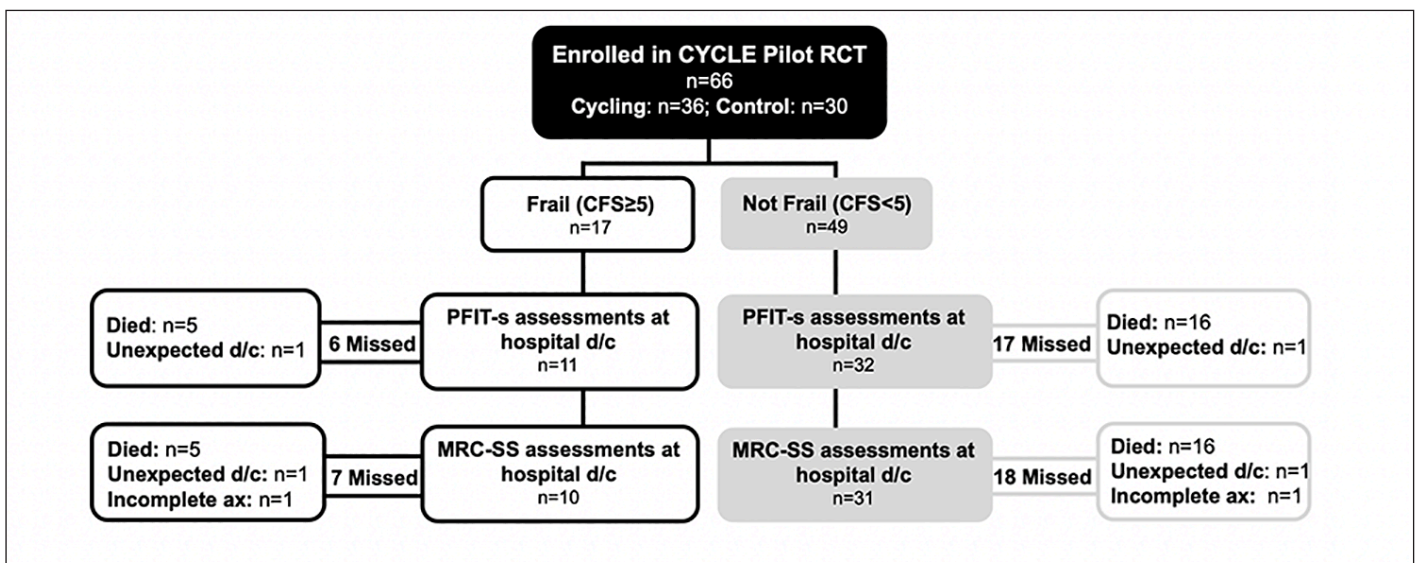 Enrolled in CYCLE Pilot RCT
n=66
Cycling: n=36; Control: n=30
Frail (CFS≥5)
n=17
Not Frail (CFS<5)
n=49
Died: n=5
Unexpected d/c: n=1
6 Missed
PFIT-s assessments at
hospital d/c
n=11
PFIT-s assessments at
hospital d/c
n=32
17 Missed
Died: n=16
Unexpected d/c: n=1
Died: n=5
Unexpected d/c: n=1
Incomplete ax: n=1
7 Missed
MRC-SS assessments at
hospital d/c
n=10
MRC-SS assessments at
hospital d/c
n=31
18 Missed
Died: n=16
Unexpected d/c: n=1
Incomplete ax: n=1